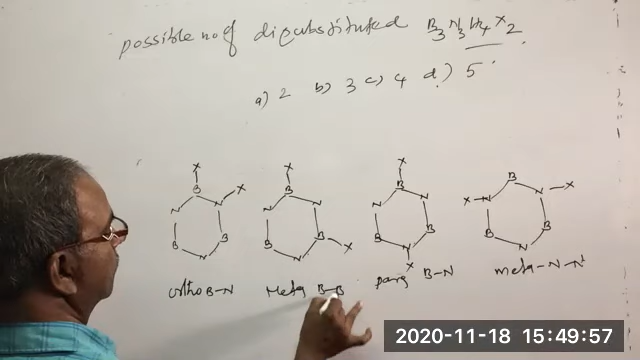 possible no of disubstituted B3N3H4X2
a) 2 b) 3 c) 4 d) 5
X X X
B X B B B
N N N N N N X-N N-X
B B B B X B B B B
N N N N
X
ortho B-N Meta B-B para B-N meta-N-N
2020-11-18 15:49:57